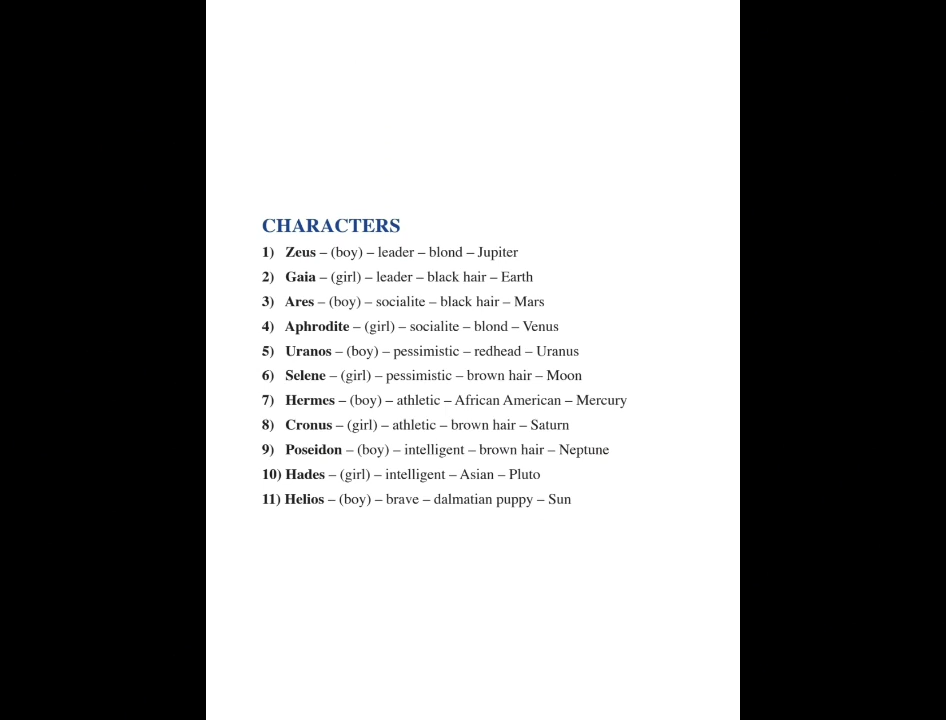 CHARACTERS
1) Zeus – (boy) – leader – blond – Jupiter
2) Gaia – (girl) – leader – black hair – Earth
3) Ares – (boy) – socialite – black hair – Mars
4) Aphrodite – (girl) – socialite – blond – Venus
5) Uranos – (boy) – pessimistic – redhead – Uranus
6) Selene – (girl) – pessimistic – brown hair – Moon
7) Hermes – (boy) – athletic – African American – Mercury
8) Cronus – (girl) – athletic – brown hair – Saturn
9) Poseidon – (boy) – intelligent – brown hair – Neptune
10) Hades – (girl) – intelligent – Asian – Pluto
11) Helios – (boy) – brave – dalmatian puppy – Sun